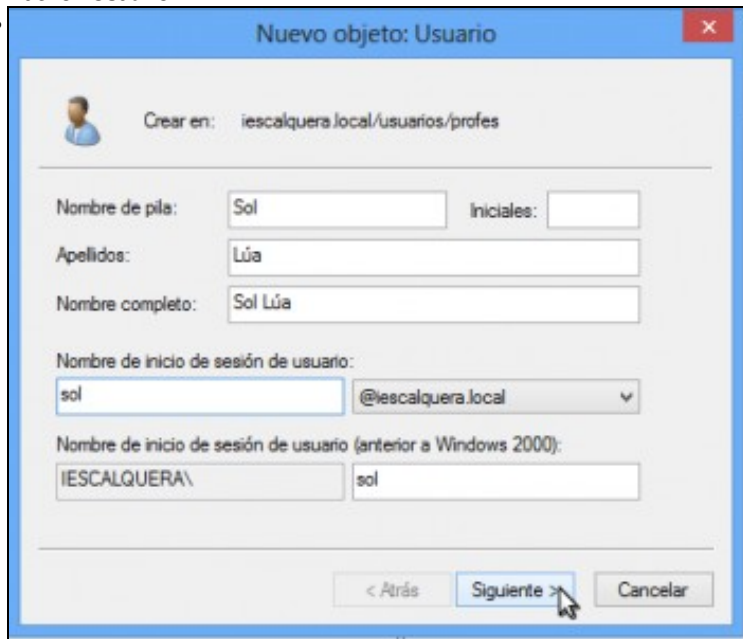 Nuevo objeto: Usuario
Crear en: iescalquera.local/usuarios/profes
Nombre de pila: Sol Iniciales:
Apellidos: Lúa
Nombre completo: Sol Lúa
Nombre de inicio de sesión de usuario:
sol @iescalquera.local
Nombre de inicio de sesión de usuario (anterior a Windows 2000):
IESCALQUERA\ sol
< Atrás Siguiente > Cancelar